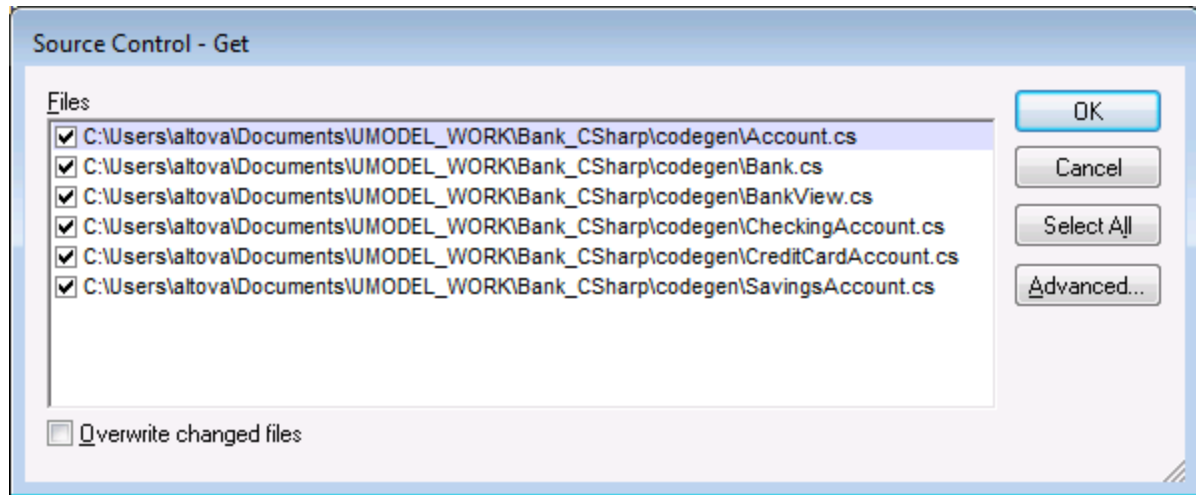 Source Control - Get
Files
C:\Users\altova\Documents\UMODEL_WORK\Bank_CSharp\codegen\Account.cs
C:\Users\altova\Documents\UMODEL_WORK\Bank_CSharp\codegen\Bank.cs
C:\Users\altova\Documents\UMODEL_WORK\Bank_CSharp\codegen\BankView.cs
C:\Users\altova\Documents\UMODEL_WORK\Bank_CSharp\codegen\CheckingAccount.cs
C:\Users\altova\Documents\UMODEL_WORK\Bank_CSharp\codegen\CreditCardAccount.cs
C:\Users\altova\Documents\UMODEL_WORK\Bank_CSharp\codegen\SavingsAccount.cs
Overwrite changed files
OK
Cancel
Select All
Advanced...